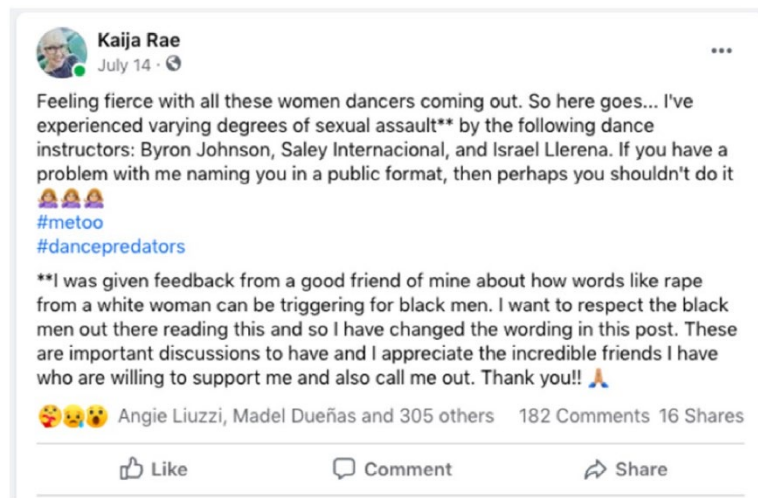 Kaija Rae
July 14 ·
Feeling fierce with all these women dancers coming out. So here goes... I've
experienced varying degrees of sexual assault** by the following dance
instructors: Byron Johnson, Saley Internacional, and Israel Llerena. If you have a
problem with me naming you in a public format, then perhaps you shouldn't do it
🤷🏼‍♀️🤷🏼‍♀️🤷🏼‍♀️
#metoo
#dancepredators
**I was given feedback from a good friend of mine about how words like rape
from a white woman can be triggering for black men. I want to respect the black
men out there reading this and so I have changed the wording in this post. These
are important discussions to have and I appreciate the incredible friends I have
who are willing to support me and also call me out. Thank you!! 🙏🏽
Angie Liuzzi, Madel Dueñas and 305 others 182 Comments 16 Shares
Like Comment Share